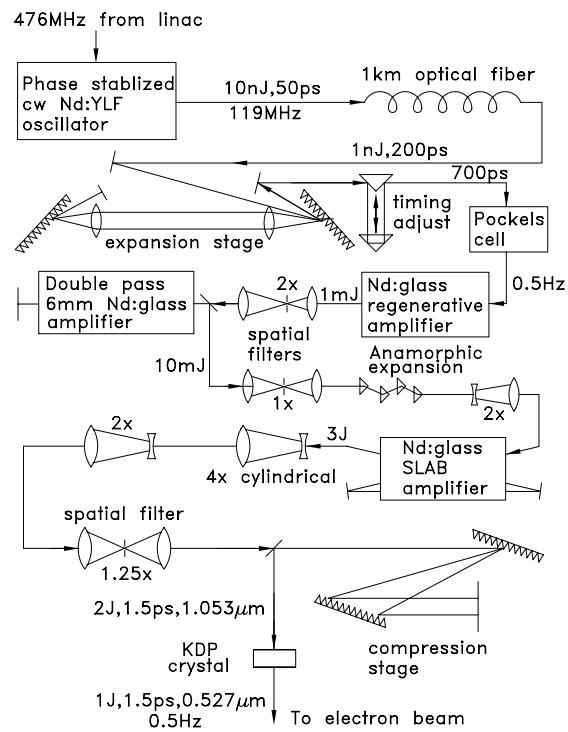 476MHz from linac
Phase stablized
cw Nd:YLF
oscillator
10nJ,50ps
119MHz
1km optical fiber
1nJ,200ps
700ps
timing
adjust
Pockels
cell
expansion stage
0.5Hz
Double pass
6mm Nd:glass
amplifier
2x
spatial
filters
1mJ
Nd:glass
regenerative
amplifier
10mJ
1x
Anamorphic
expansion
2x
2x
4x cylindrical
3J
Nd:glass
SLAB
amplifier
spatial filter
1.25x
2J,1.5ps,1.053μm
compression
stage
KDP
crystal
1J,1.5ps,0.527μm
0.5Hz
To electron beam